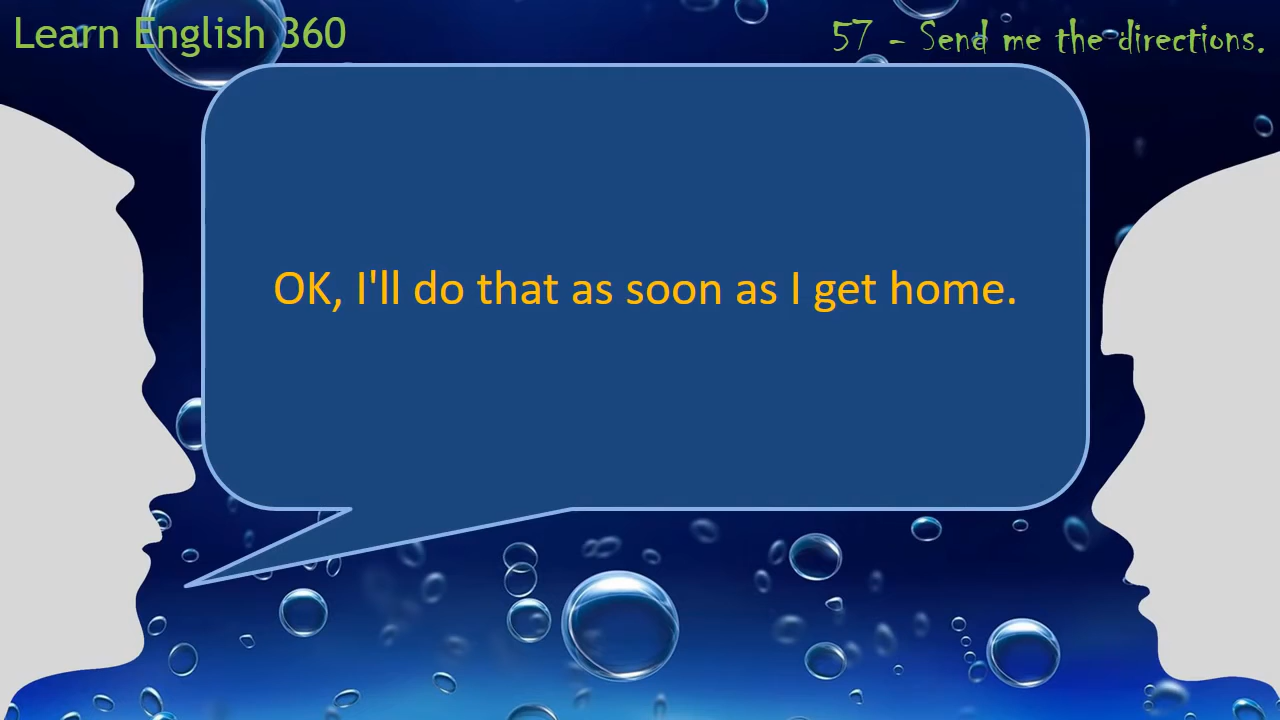 Learn English 360
57 - Send me the directions.
OK, I'll do that as soon as I get home.